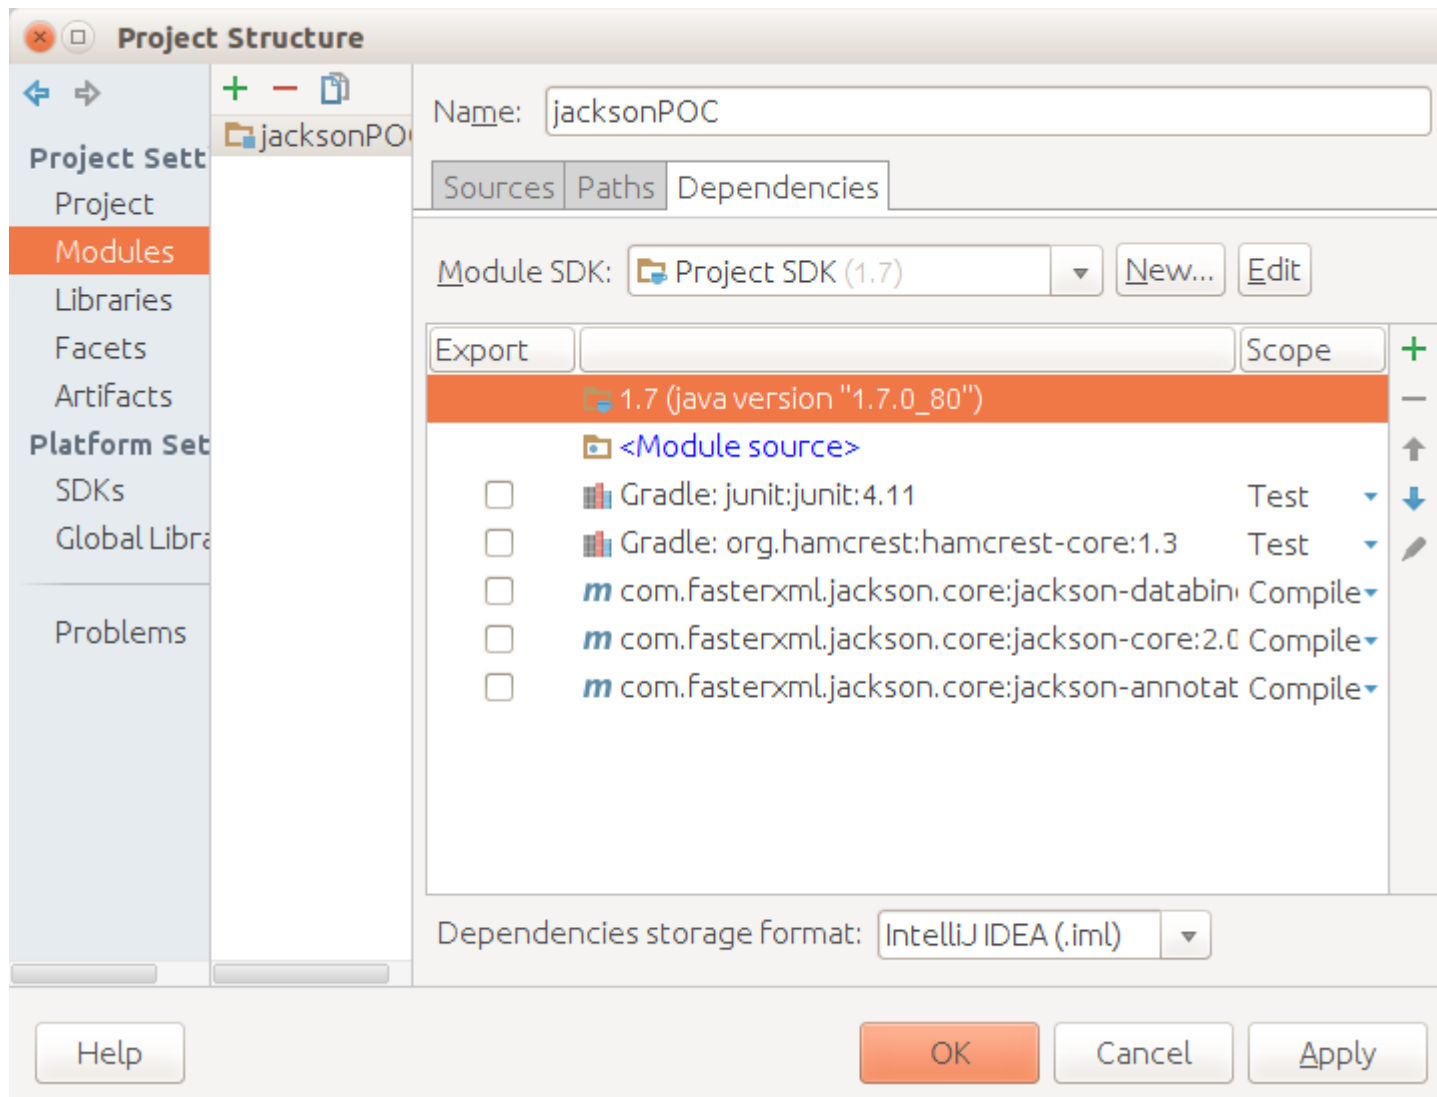 Project Structure
Project Sett
Project
Modules
Libraries
Facets
Artifacts
Platform Set
SDKs
Global Libra
Problems
jacksonPO
Name: jacksonPOC
Sources Paths Dependencies
Module SDK: Project SDK (1.7) New... Edit
Export Scope
1.7 (java version "1.7.0_80")
<Module source>
Gradle: junit:junit:4.11 Test
Gradle: org.hamcrest:hamcrest-core:1.3 Test
m com.fasterxml.jackson.core:jackson-databin Compile
m com.fasterxml.jackson.core:jackson-core:2.0 Compile
m com.fasterxml.jackson.core:jackson-annotat Compile
Dependencies storage format: IntelliJ IDEA (.iml)
Help OK Cancel Apply